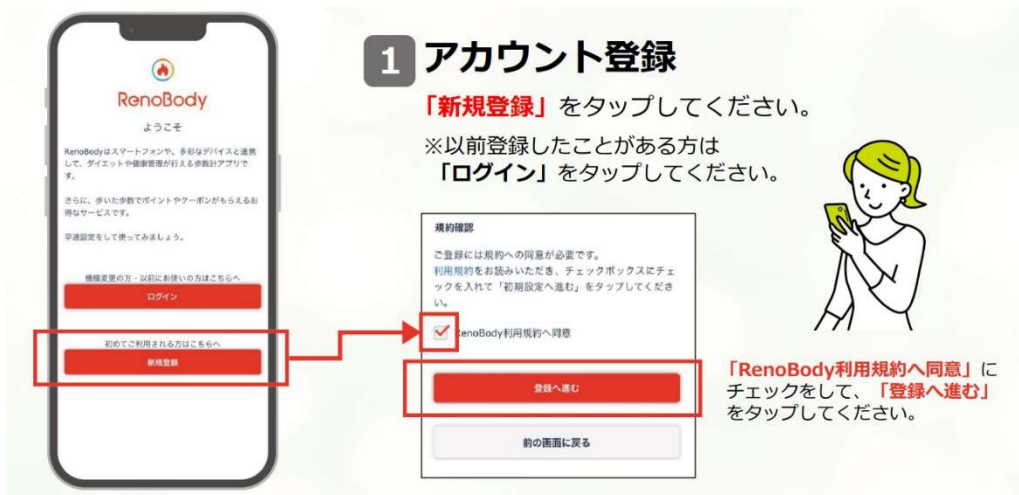 RenoBody
ようこそ
RenoBodyはスマートフォンや、多彩なデバイスと連携
して、ダイエットや健康管理が行える歩数計アプリで
す。
さらに、歩いた歩数でポイントやクーポンがもらえるお
得なサービスです。
早速設定をして使ってみましょう。
機種変更の方・以前にお使いの方はこちらへ
ログイン
初めてご利用される方はこちらへ
新規登録
1 アカウント登録
「新規登録」をタップしてください。
※以前登録したことがある方は
「ログイン」をタップしてください。
規約確認
ご登録には規約への同意が必要です。
利用規約をお読みいただき、チェックボックスにチェ
ックを入れて「初期設定へ進む」をタップしてくださ
い。
RenoBody利用規約へ同意
登録へ進む
前の画面に戻る
「RenoBody利用規約へ同意」に
チェックをして、「登録へ進む」
をタップしてください。